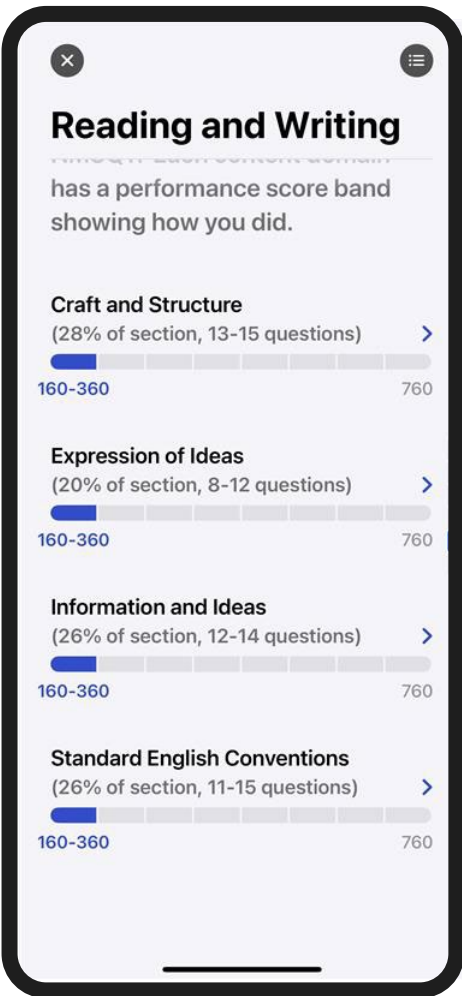 Reading and Writing
has a performance score band
showing how you did.
Craft and Structure
(28% of section, 13-15 questions)
160-360
760
Expression of Ideas
(20% of section, 8-12 questions)
160-360
760
Information and Ideas
(26% of section, 12-14 questions)
160-360
760
Standard English Conventions
(26% of section, 11-15 questions)
160-360
760